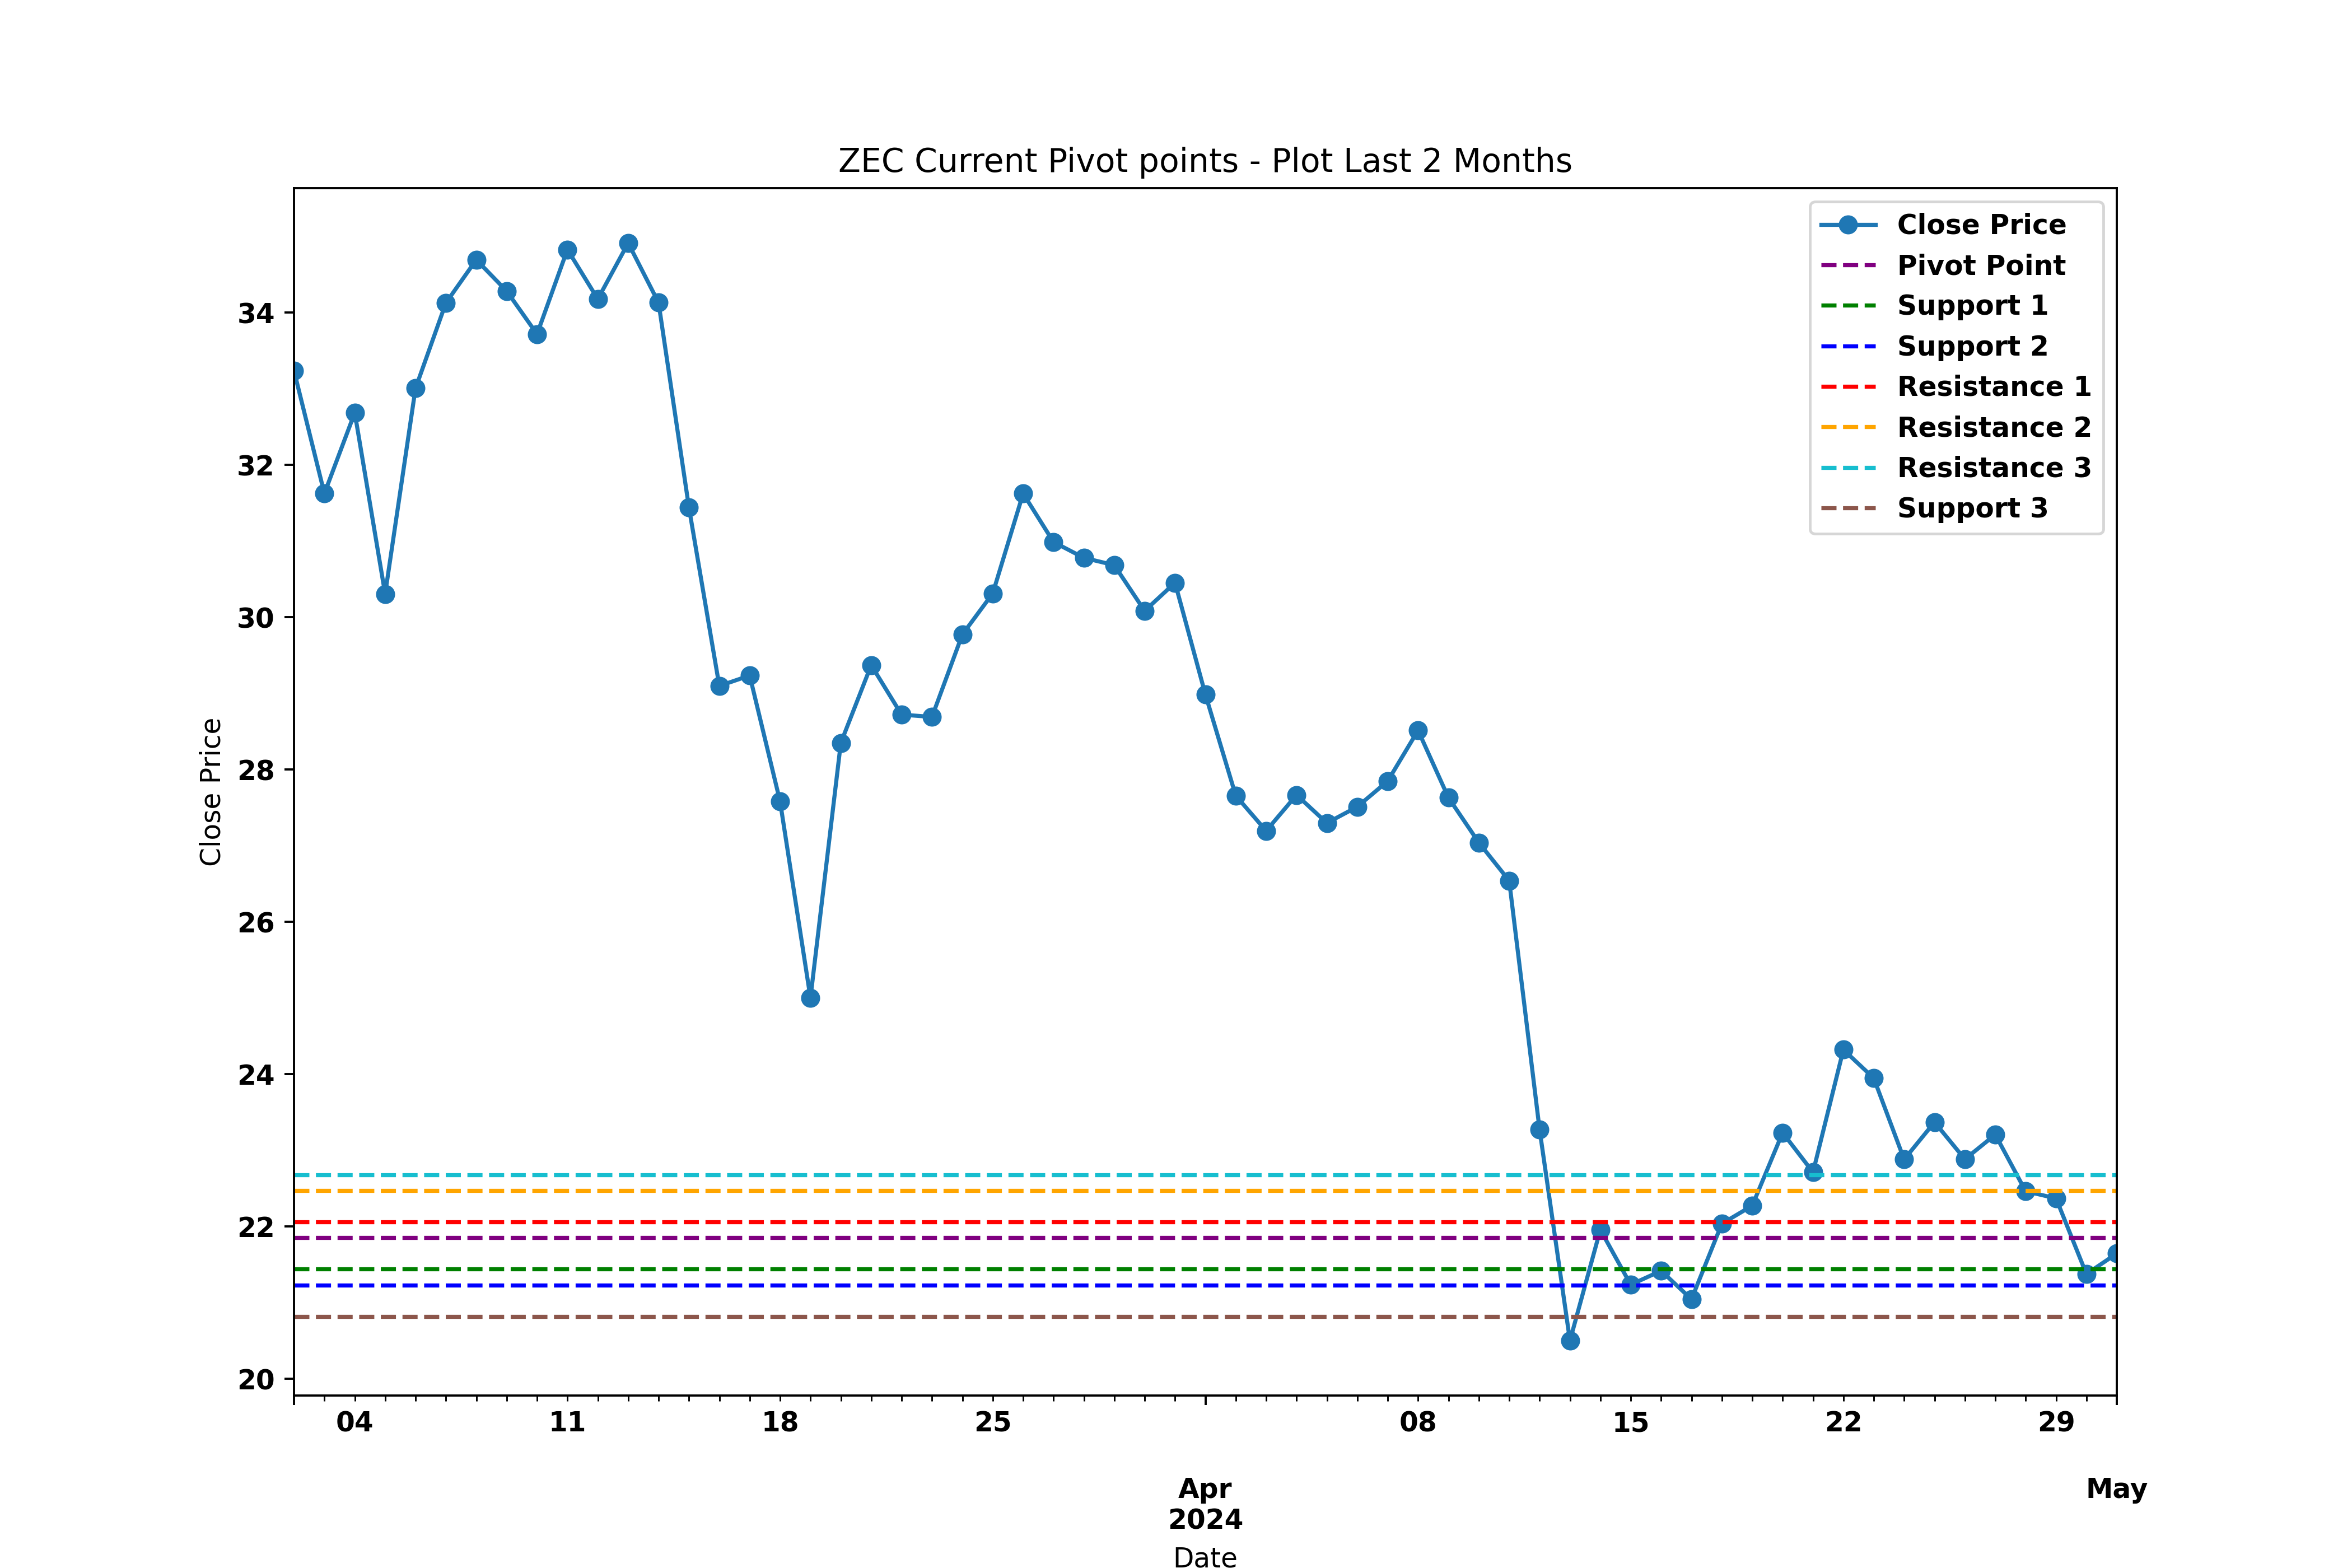 ZEC Current Pivot points - Plot Last 2 Months
Close Price
Pivot Point
Support 1
Support 2
Resistance 1
Resistance 2
Resistance 3
Support 3
34
32
30
28
26
24
22
20
Close Price
04 11 18 25 08 15 22 29
Apr May
2024
Date